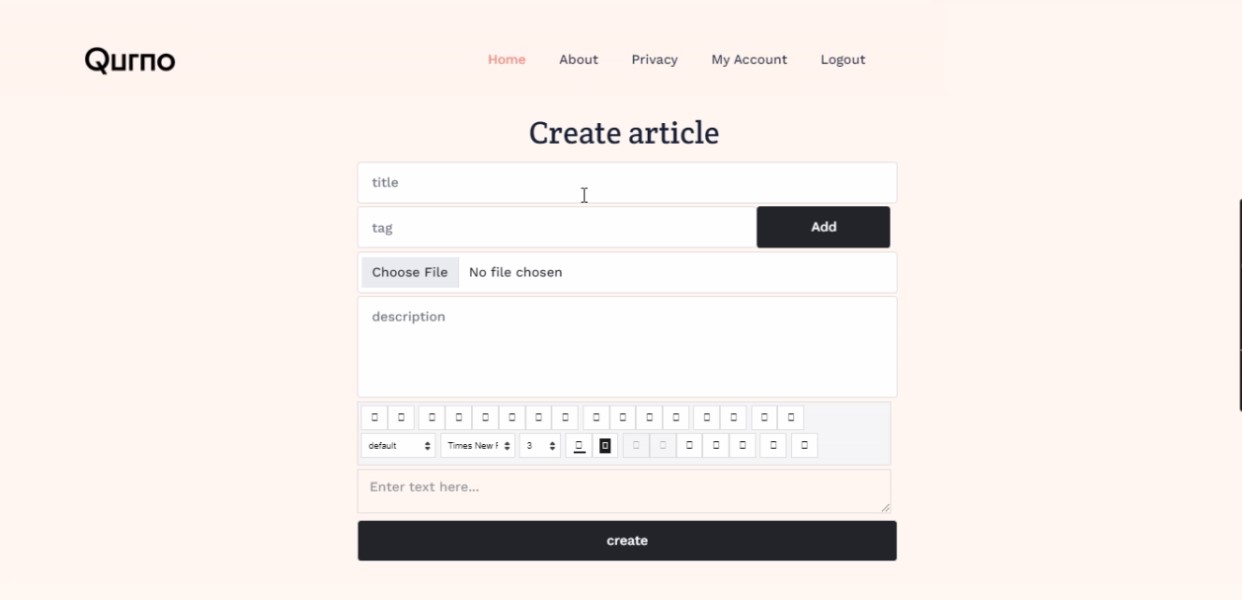 Qurno Home About Privacy My Account Logout
Create article
title
tag Add
Choose File No file chosen
description
default Times New F 3
Enter text here...
create